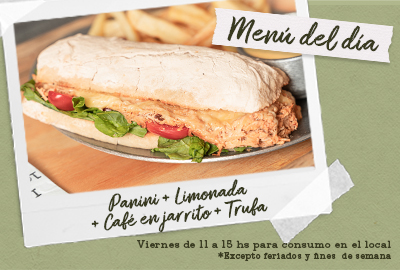 Menú del día
Panini + Limonada
+ Café en jarrito + Trufa
Viernes de 11 a 15 hs para consumo en el local
*Excepto feriados y fines de semana